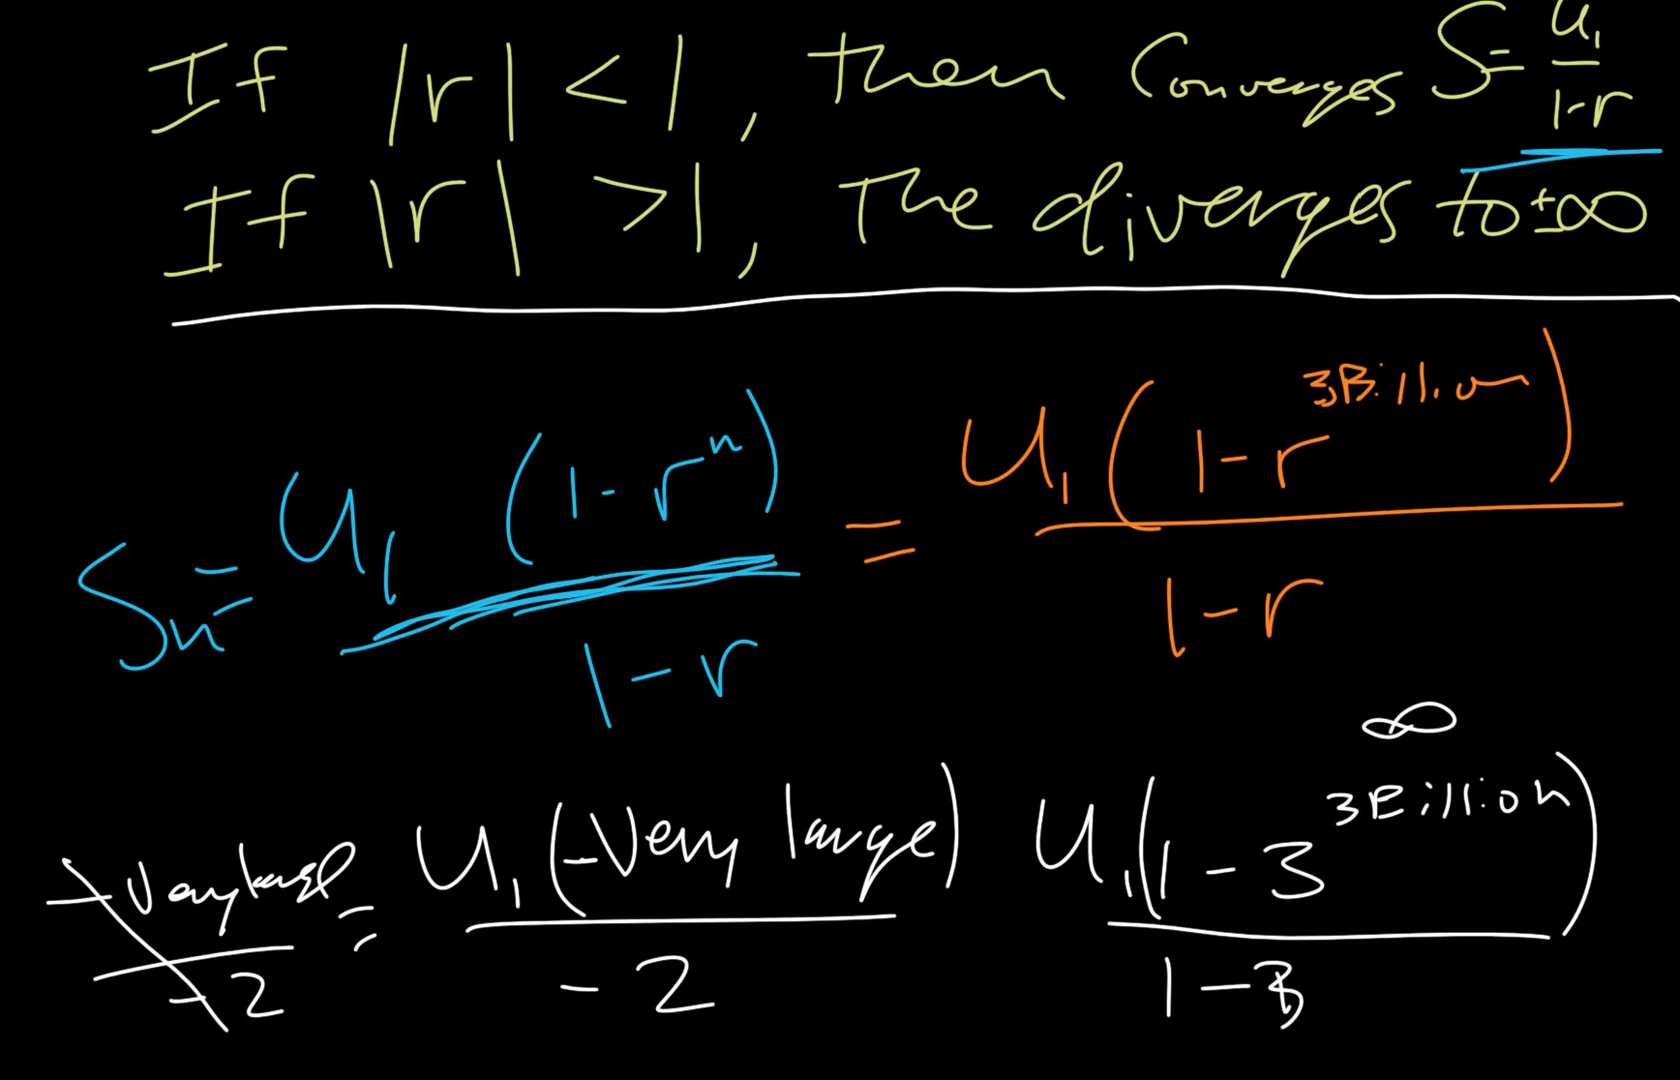 If |r| < 1, then Converges S = u₁/(1-r)
If |r| > 1, The diverges to ±∞
Sn = U₁ (1 - rⁿ) / (1 - r) = U₁ (1 - r^(3Billion)) / (1 - r)
∞
-Very large / -2 = U₁ (-Very large) / -2   U₁ (1 - 3^(3Billion)) / (1 - 3)